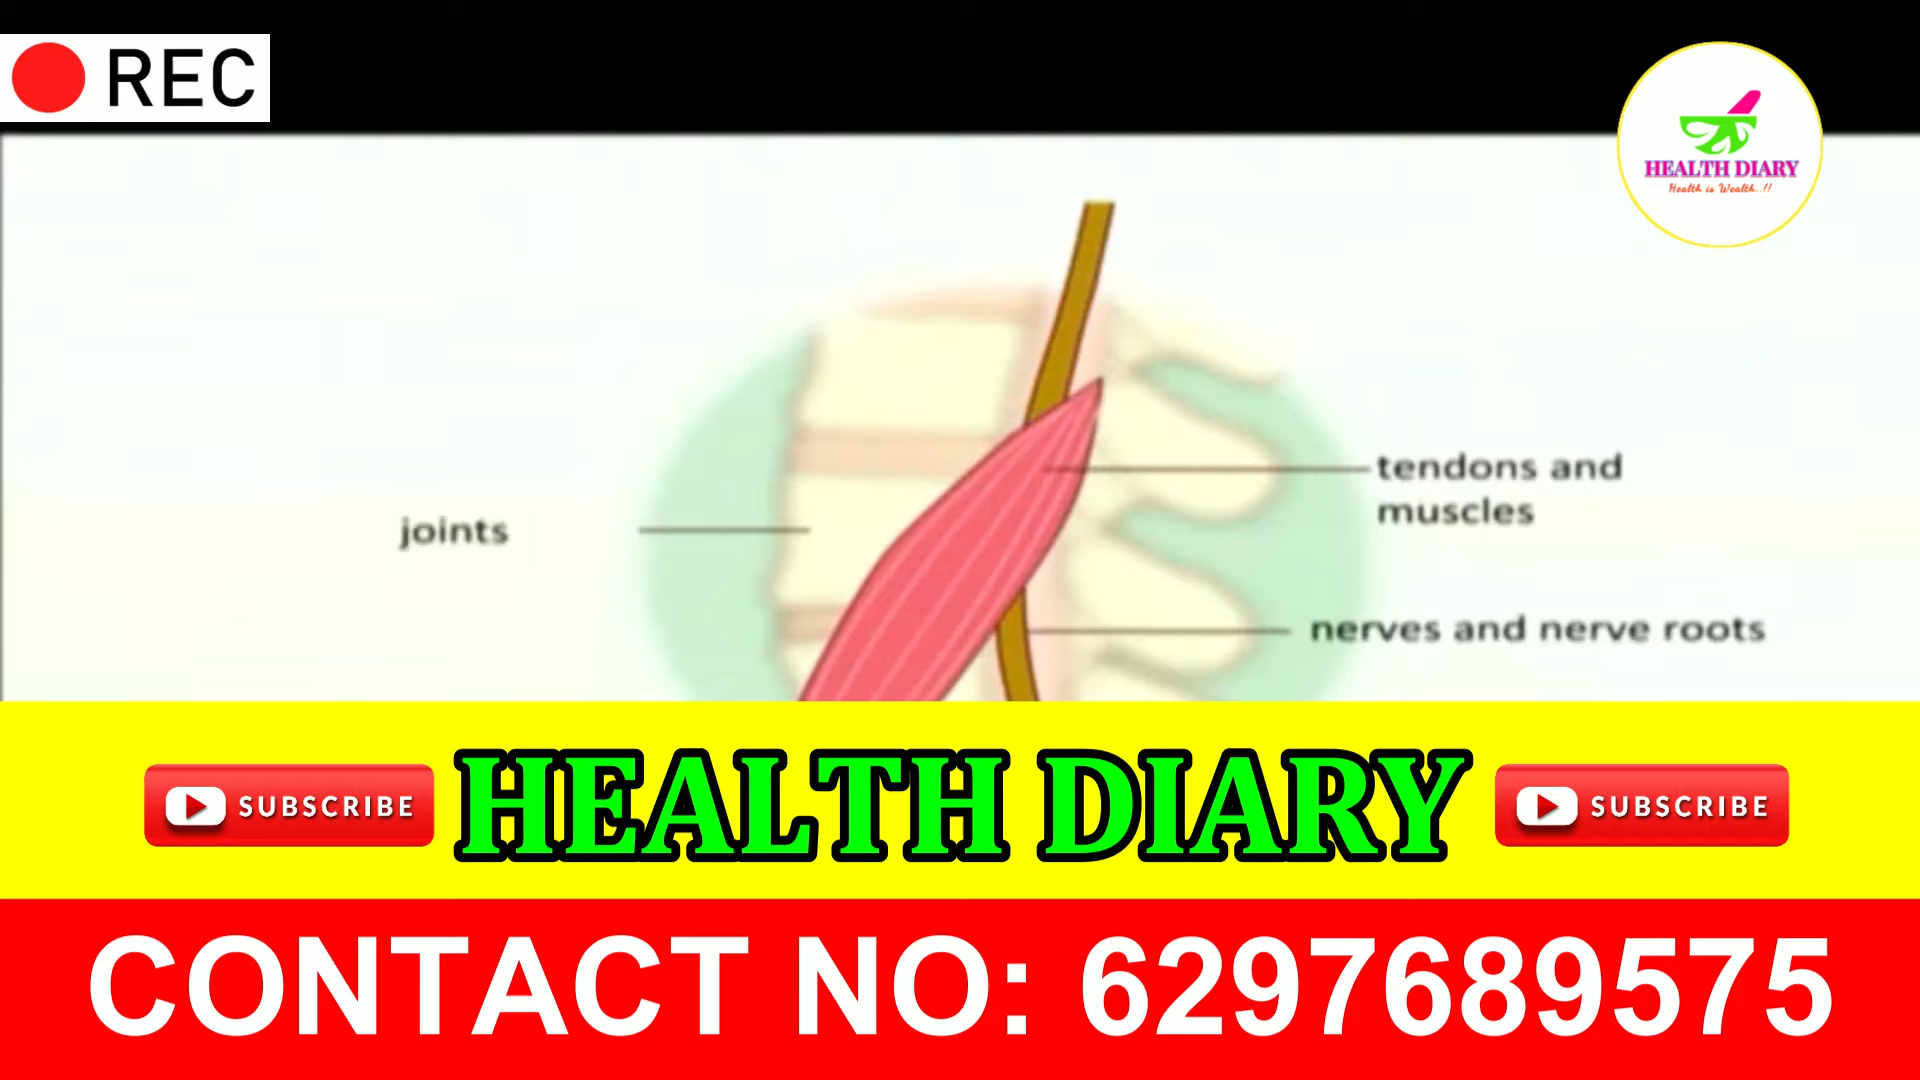 REC
HEALTH DIARY
Health is Wealth..!!
tendons and
muscles
joints
nerves and nerve roots
SUBSCRIBE
HEALTH DIARY
SUBSCRIBE
CONTACT NO: 6297689575